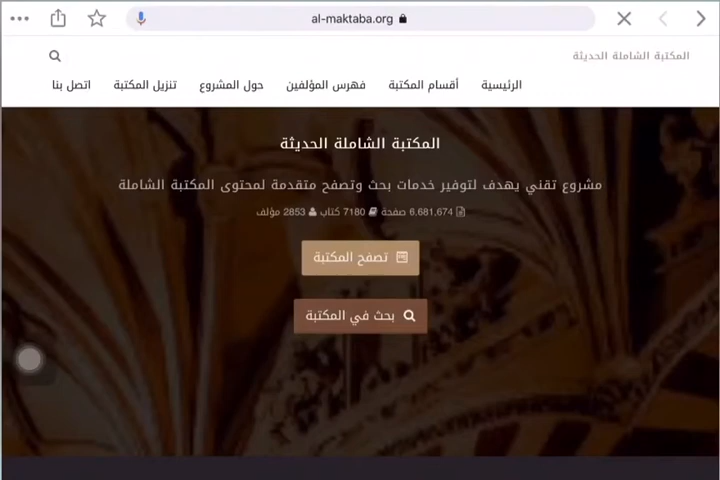 al-maktaba.org
المكتبة الشاملة الحديثة
الرئيسية أقسام المكتبة فهرس المؤلفين حول المشروع تنزيل المكتبة اتصل بنا
المكتبة الشاملة الحديثة
مشروع تقني يهدف لتوفير خدمات بحث وتصفح متقدمة لمحتوى المكتبة الشاملة
6,681,674 صفحة 7180 كتاب 2853 مؤلف
تصفح المكتبة
بحث في المكتبة